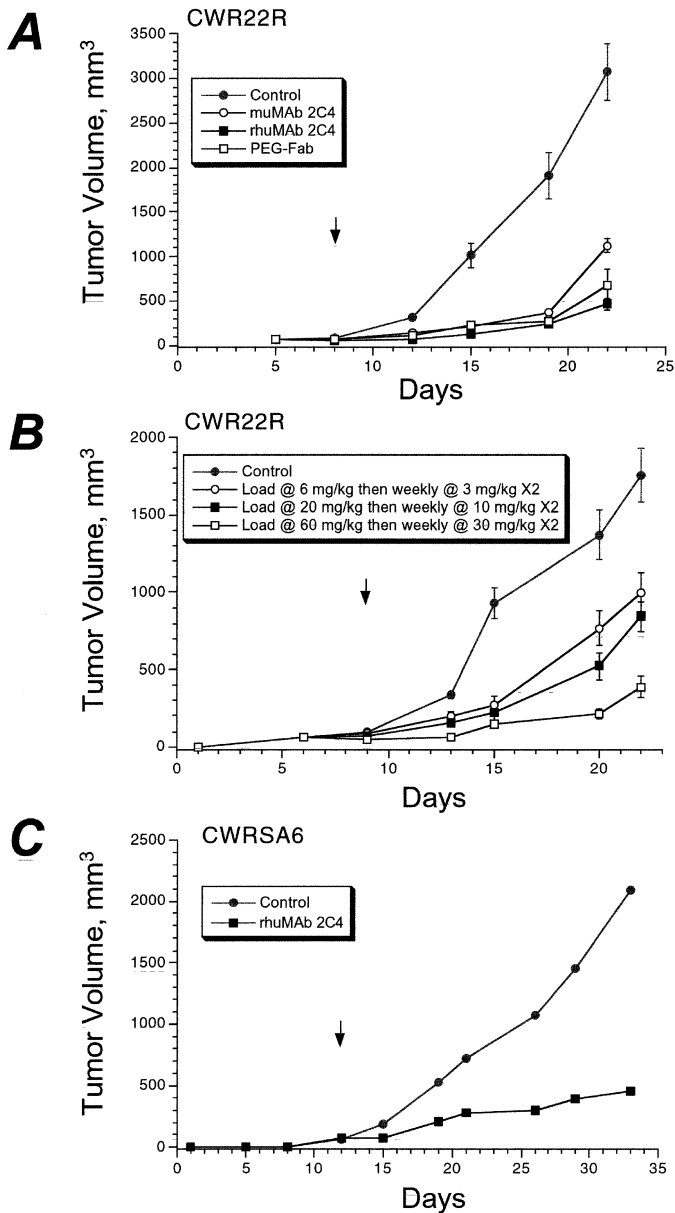 A
CWR22R
Tumor Volume, mm3
3500
3000
2500
2000
1500
1000
500
0
Control
muMAb 2C4
rhuMAb 2C4
PEG-Fab
0 5 10 15 20 25
Days
B
CWR22R
Tumor Volume, mm3
2000
1500
1000
500
0
Control
Load @ 6 mg/kg then weekly @ 3 mg/kg X2
Load @ 20 mg/kg then weekly @ 10 mg/kg X2
Load @ 60 mg/kg then weekly @ 30 mg/kg X2
0 5 10 15 20
Days
C
CWRSA6
Tumor Volume, mm3
2500
2000
1500
1000
500
0
Control
rhuMAb 2C4
0 5 10 15 20 25 30 35
Days